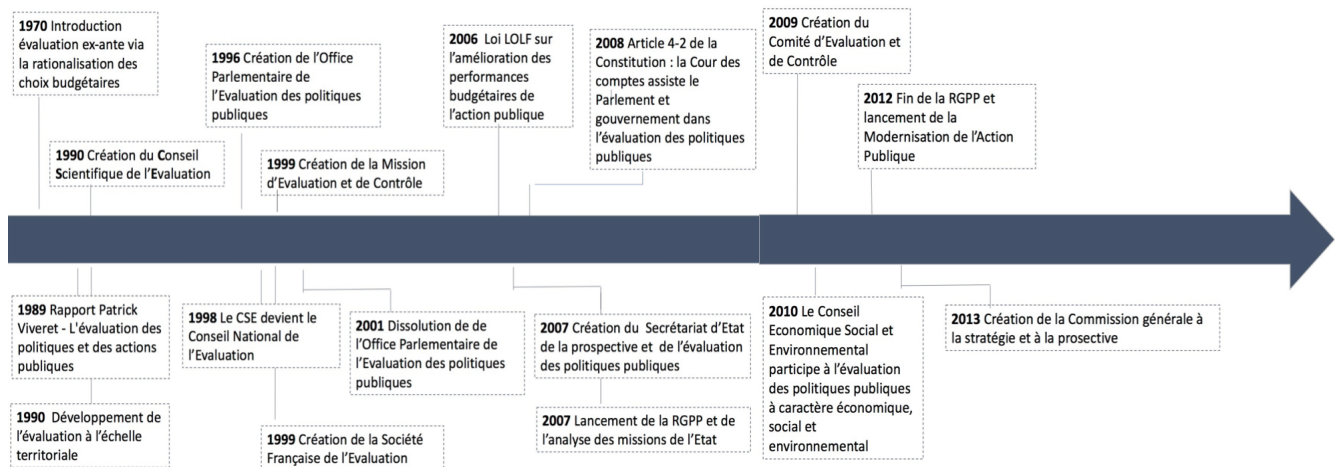 1970 Introduction
évaluation ex-ante via
la rationalisation des
choix budgétaires
1990 Création du Conseil
Scientifique de l'Evaluation
1996 Création de l'Office
Parlementaire de
l'Evaluation des politiques
publiques
1999 Création de la Mission
d'Evaluation et de Contrôle
2006 Loi LOLF sur
l'amélioration des
performances
budgétaires de
l'action publique
2008 Article 4-2 de la
Constitution : la Cour des
comptes assiste le
Parlement et
gouvernement dans
l'évaluation des politiques
publiques
2009 Création du
Comité d'Evaluation et
de Contrôle
2012 Fin de la RGPP et
lancement de la
Modernisation de l'Action
Publique
1989 Rapport Patrick
Viveret - L'évaluation des
politiques et des actions
publiques
1990 Développement de
l'évaluation à l'échelle
territoriale
1998 Le CSE devient le
Conseil National de
l'Evaluation
1999 Création de la Société
Française de l'Evaluation
2001 Dissolution de de
l'Office Parlementaire de
l'Evaluation des politiques
publiques
2007 Création du Secrétariat d'Etat
de la prospective et de l'évaluation
des politiques publiques
2007 Lancement de la RGPP et de
l'analyse des missions de l'Etat
2010 Le Conseil
Economique Social et
Environnemental
participe à l'évaluation
des politiques publiques
à caractère économique,
social et
environnemental
2013 Création de la Commission générale à
la stratégie et à la prosective